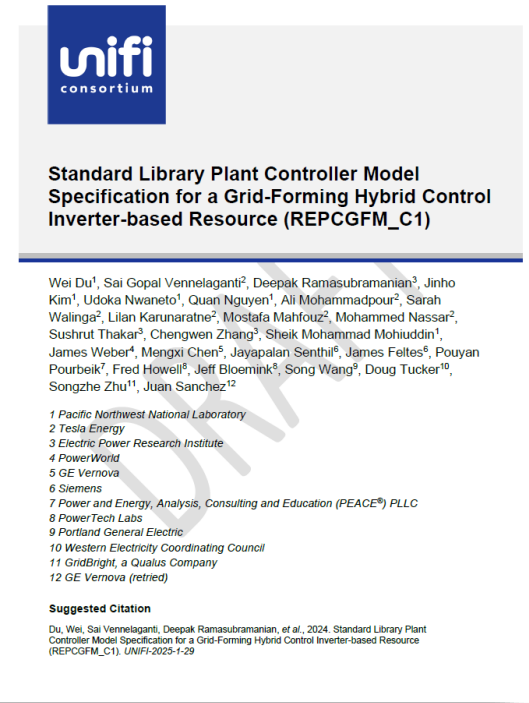 unifi
consortium
Standard Library Plant Controller Model
Specification for a Grid-Forming Hybrid Control
Inverter-based Resource (REPCGFM_C1)
DRAFT
Wei Du1, Sai Gopal Vennelaganti2, Deepak Ramasubramanian3, Jinho
Kim1, Udoka Nwaneto1, Quan Nguyen1, Ali Mohammadpour2, Sarah
Walinga2, Lilan Karunaratne2, Mostafa Mahfouz2, Mohammed Nassar2,
Sushrut Thakar3, Chengwen Zhang3, Sheik Mohammad Mohiuddin1,
James Weber4, Mengxi Chen5, Jayapalan Senthil6, James Feltes6, Pouyan
Pourbeik7, Fred Howell8, Jeff Bloemink8, Song Wang9, Doug Tucker10,
Songzhe Zhu11, Juan Sanchez12
1 Pacific Northwest National Laboratory
2 Tesla Energy
3 Electric Power Research Institute
4 PowerWorld
5 GE Vernova
6 Siemens
7 Power and Energy, Analysis, Consulting and Education (PEACE®) PLLC
8 PowerTech Labs
9 Portland General Electric
10 Western Electricity Coordinating Council
11 GridBright, a Qualus Company
12 GE Vernova (retried)
Suggested Citation
Du, Wei, Sai Vennelaganti, Deepak Ramasubramanian, et al., 2024. Standard Library Plant
Controller Model Specification for a Grid-Forming Hybrid Control Inverter-based Resource
(REPCGFM_C1). UNIFI-2025-1-29